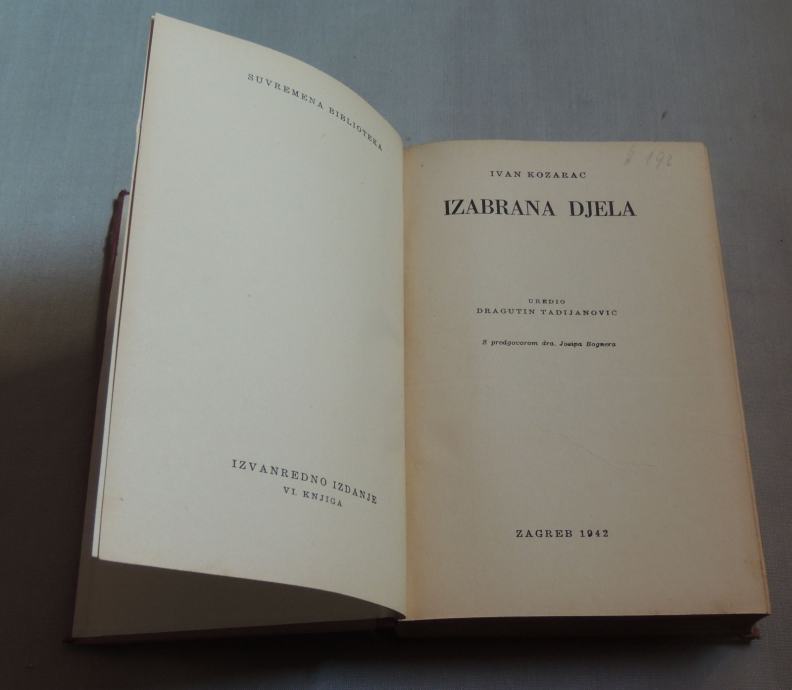 SUVREMENA BIBLIOTEKA
IZVANREDNO IZDANJE
VI. KNJIGA
192
IVAN KOZARAC
IZABRANA DJELA
UREDIO
DRAGUTIN TADIJANOVIĆ
S predgovorom dra. Josipa Bognera
ZAGREB 1942